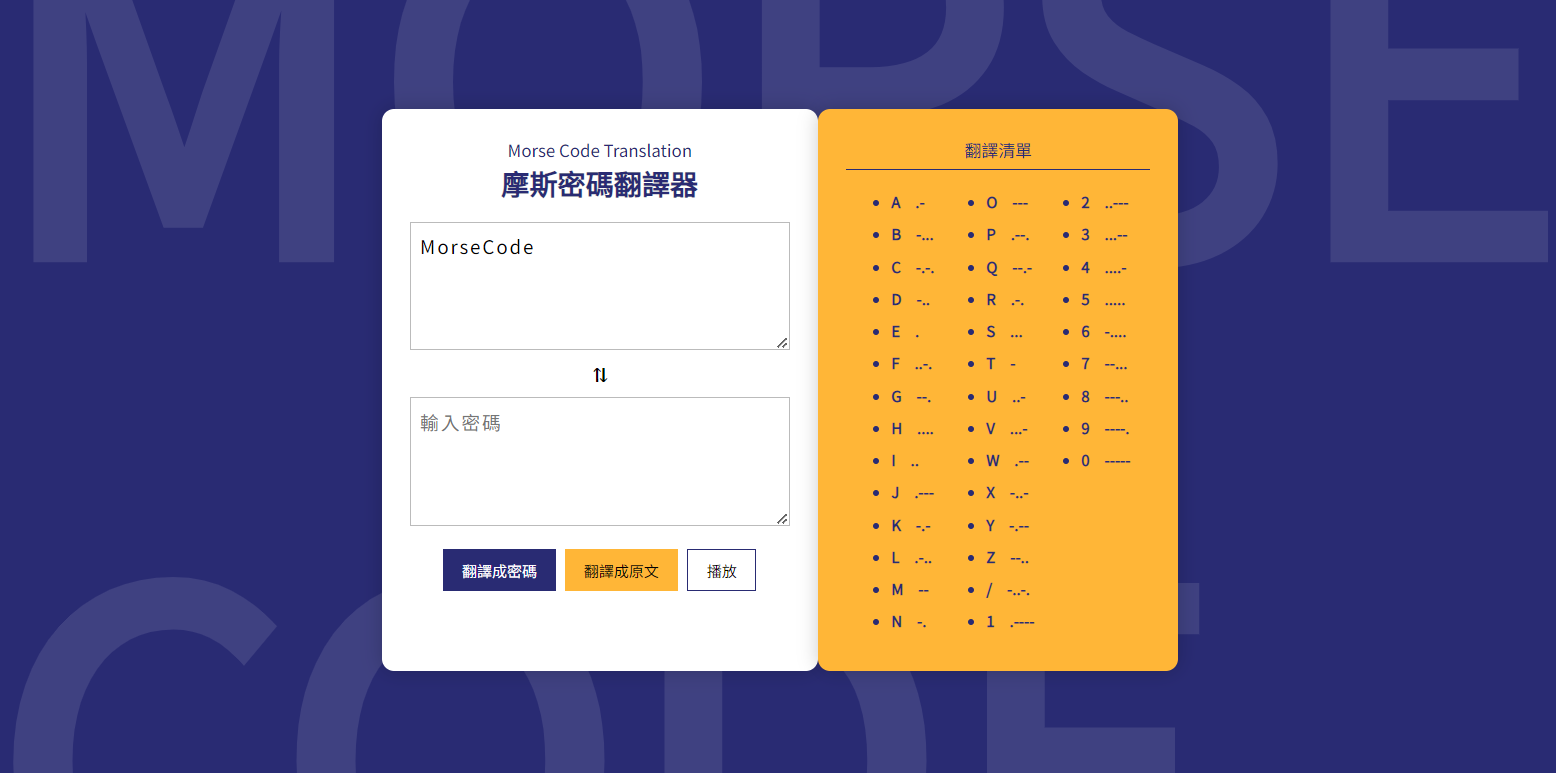 MORSE
CODE
Morse Code Translation
摩斯密碼翻譯器
MorseCode
⇅
輸入密碼
翻譯成密碼 翻譯成原文 播放
翻譯清單
• A .-
• B -...
• C -.-.
• D -..
• E .
• F ..-.
• G --.
• H ....
• I ..
• J .---
• K -.-
• L .-..
• M --
• N -.
• O ---
• P .--.
• Q --.-
• R .-.
• S ...
• T -
• U ..-
• V ...-
• W .--
• X -..-
• Y -.--
• Z --..
• / -..-.
• 1 .----
• 2 ..---
• 3 ...--
• 4 ....-
• 5 .....
• 6 -....
• 7 --...
• 8 ---..
• 9 ----.
• 0 -----